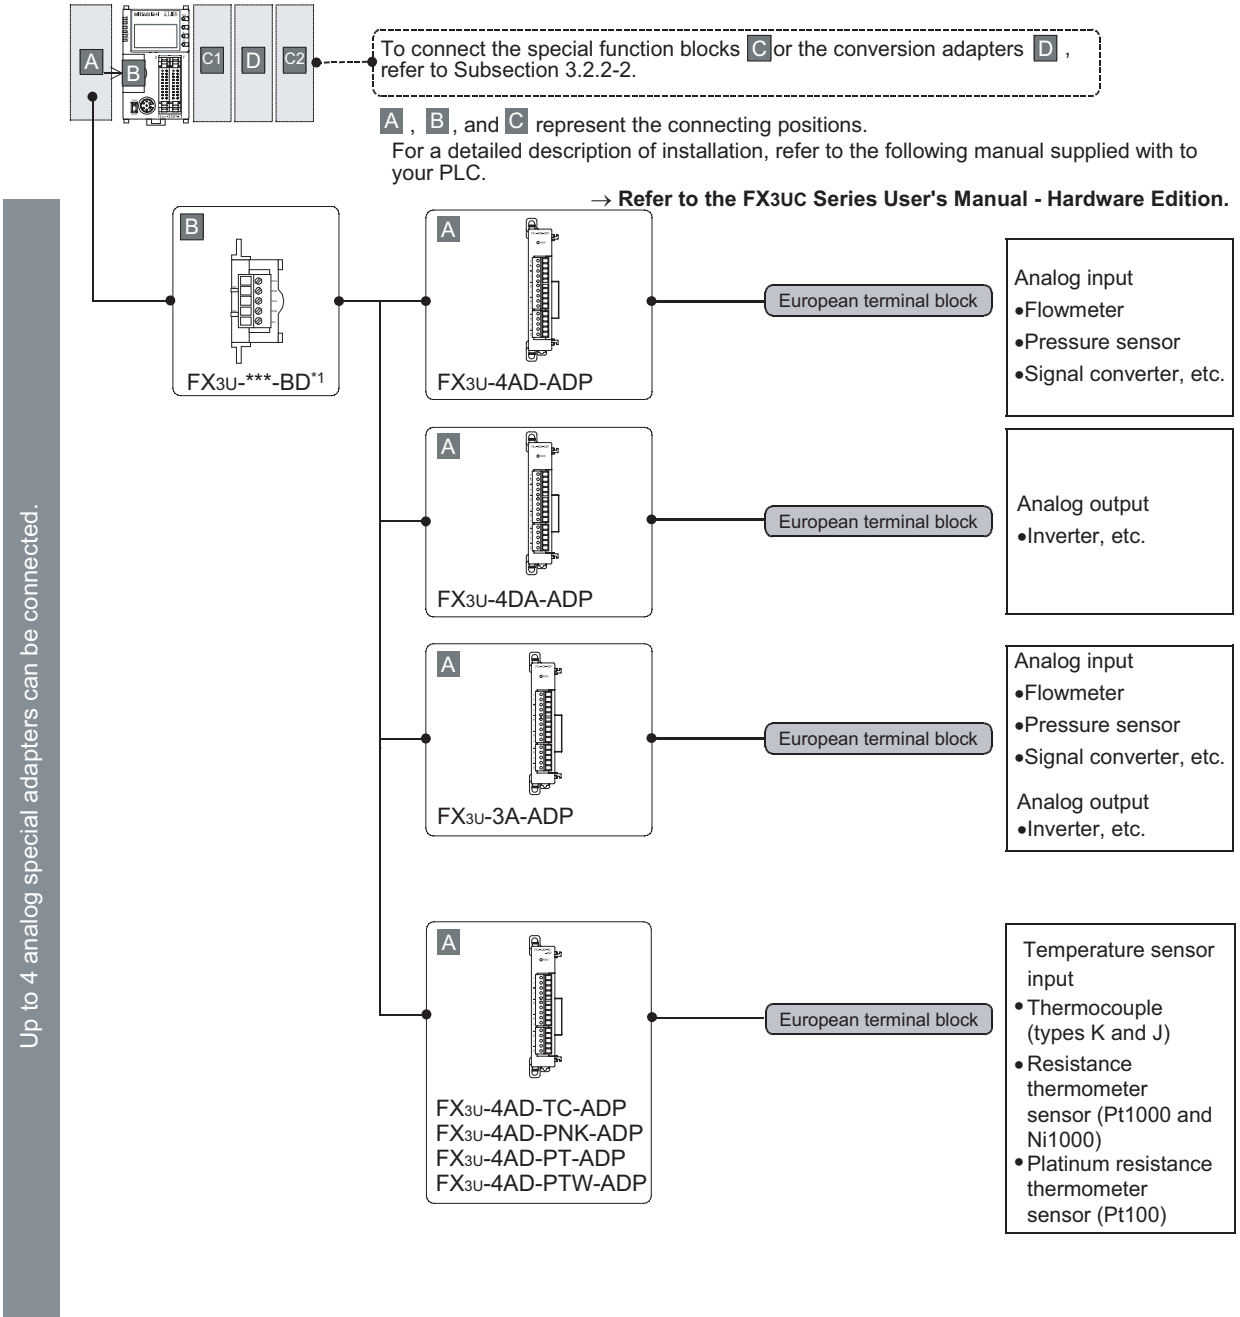 A
B
C1
D
C2
To connect the special function blocks C or the conversion adapters D ,
refer to Subsection 3.2.2-2.
A , B , and C represent the connecting positions.
For a detailed description of installation, refer to the following manual supplied with to
your PLC.
→ Refer to the FX3UC Series User's Manual - Hardware Edition.
Up to 4 analog special adapters can be connected.
B
FX3U-***-BD*1
A
FX3U-4AD-ADP
European terminal block
Analog input
•Flowmeter
•Pressure sensor
•Signal converter, etc.
A
FX3U-4DA-ADP
European terminal block
Analog output
•Inverter, etc.
A
FX3U-3A-ADP
European terminal block
Analog input
•Flowmeter
•Pressure sensor
•Signal converter, etc.
Analog output
•Inverter, etc.
A
FX3U-4AD-TC-ADP
FX3U-4AD-PNK-ADP
FX3U-4AD-PT-ADP
FX3U-4AD-PTW-ADP
European terminal block
Temperature sensor
input
• Thermocouple
(types K and J)
• Resistance
thermometer
sensor (Pt1000 and
Ni1000)
• Platinum resistance
thermometer
sensor (Pt100)